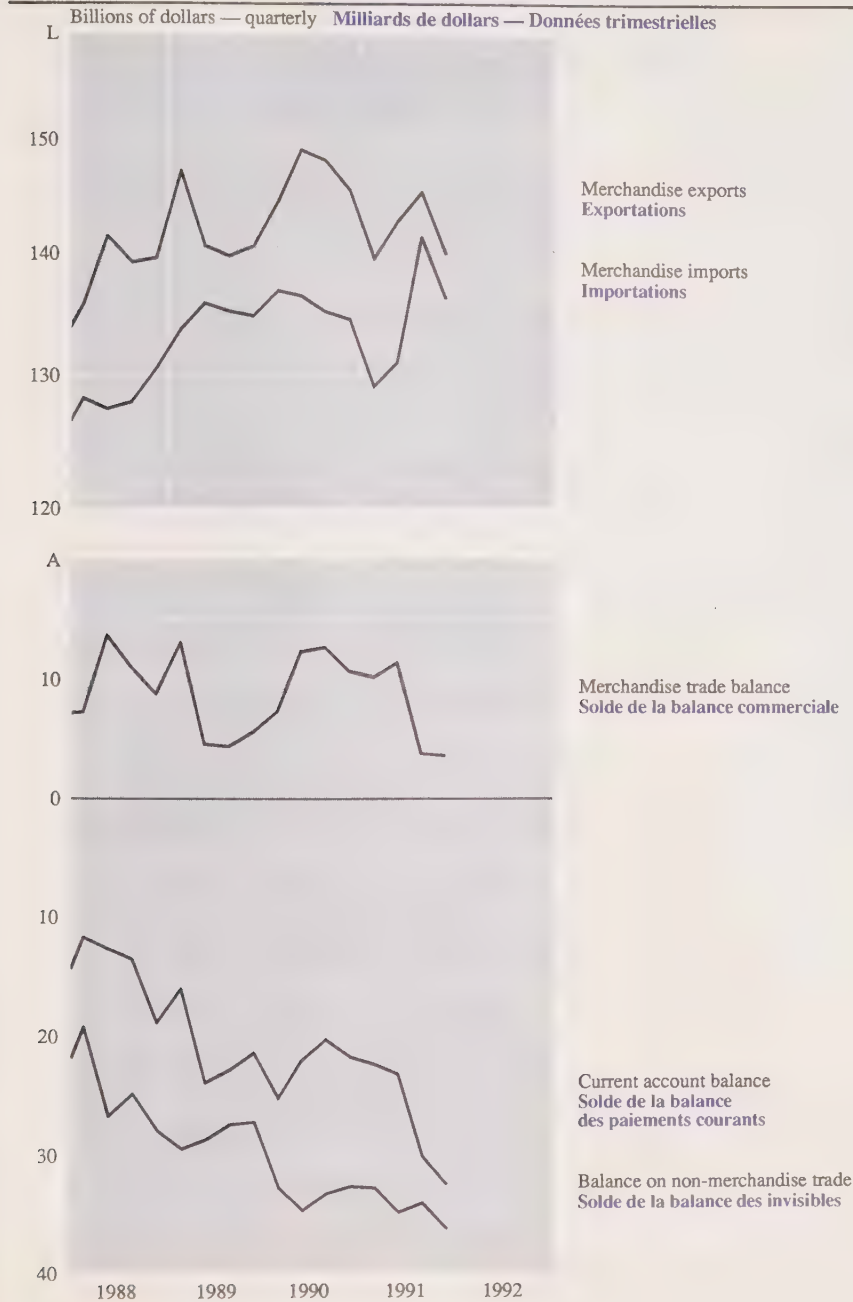 Billions of dollars — quarterly Milliards de dollars — Données trimestrielles
L
150
140
130
120
Merchandise exports
Exportations
Merchandise imports
Importations
A
10
0
10
20
30
40
Merchandise trade balance
Solde de la balance commerciale
Current account balance
Solde de la balance
des paiements courants
Balance on non-merchandise trade
Solde de la balance des invisibles
1988 1989 1990 1991 1992